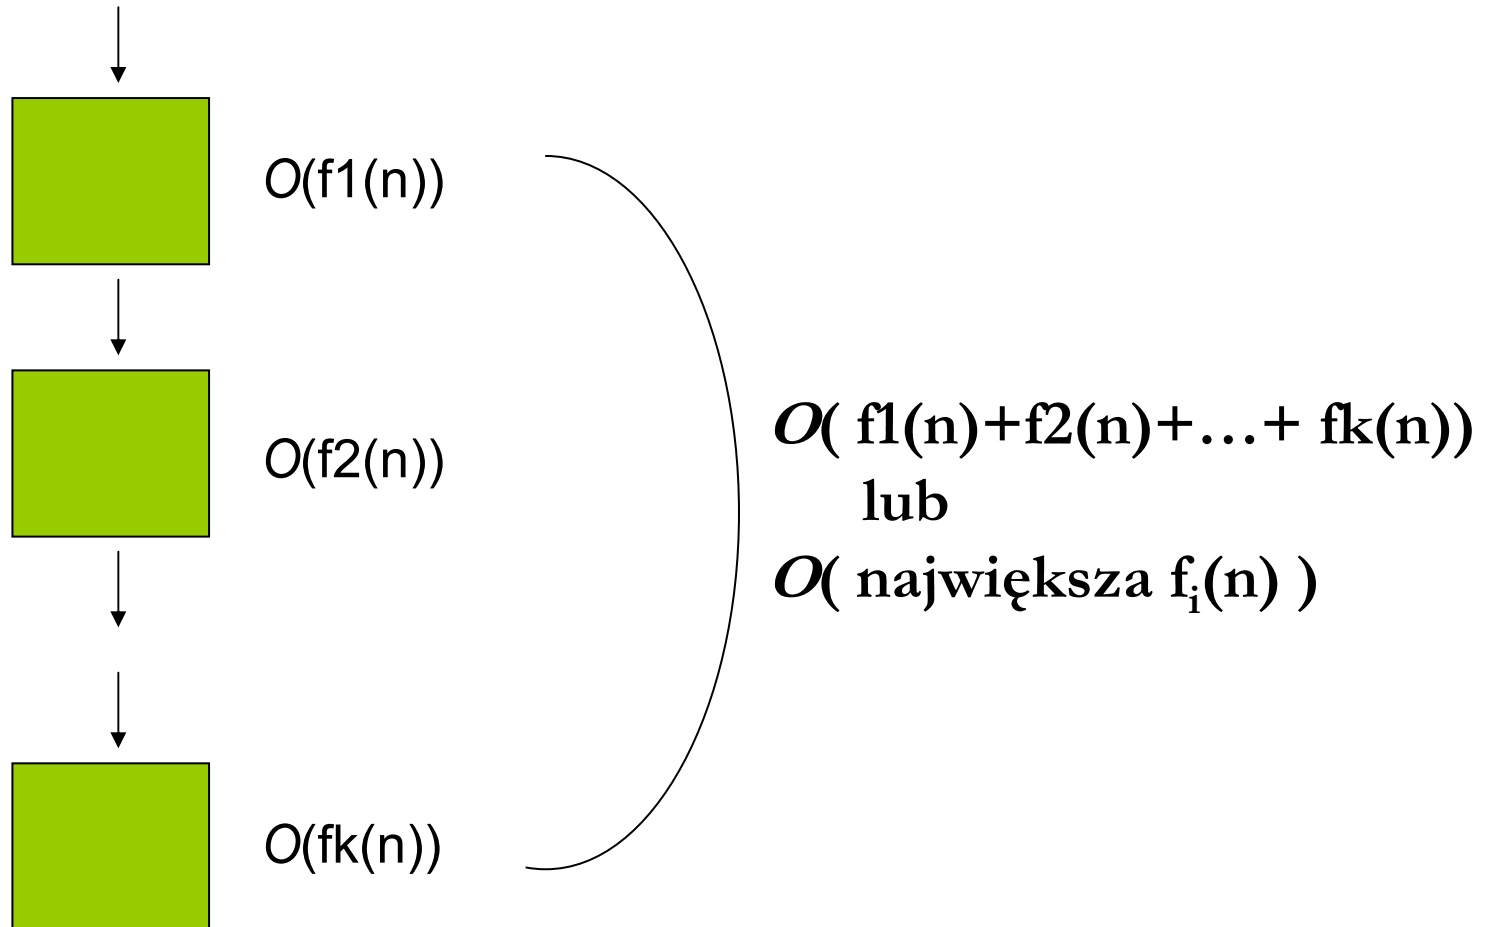 O(f1(n))
O(f2(n))
O(fk(n))
O( f1(n)+f2(n)+...+ fk(n))
lub
O( największa fi(n) )